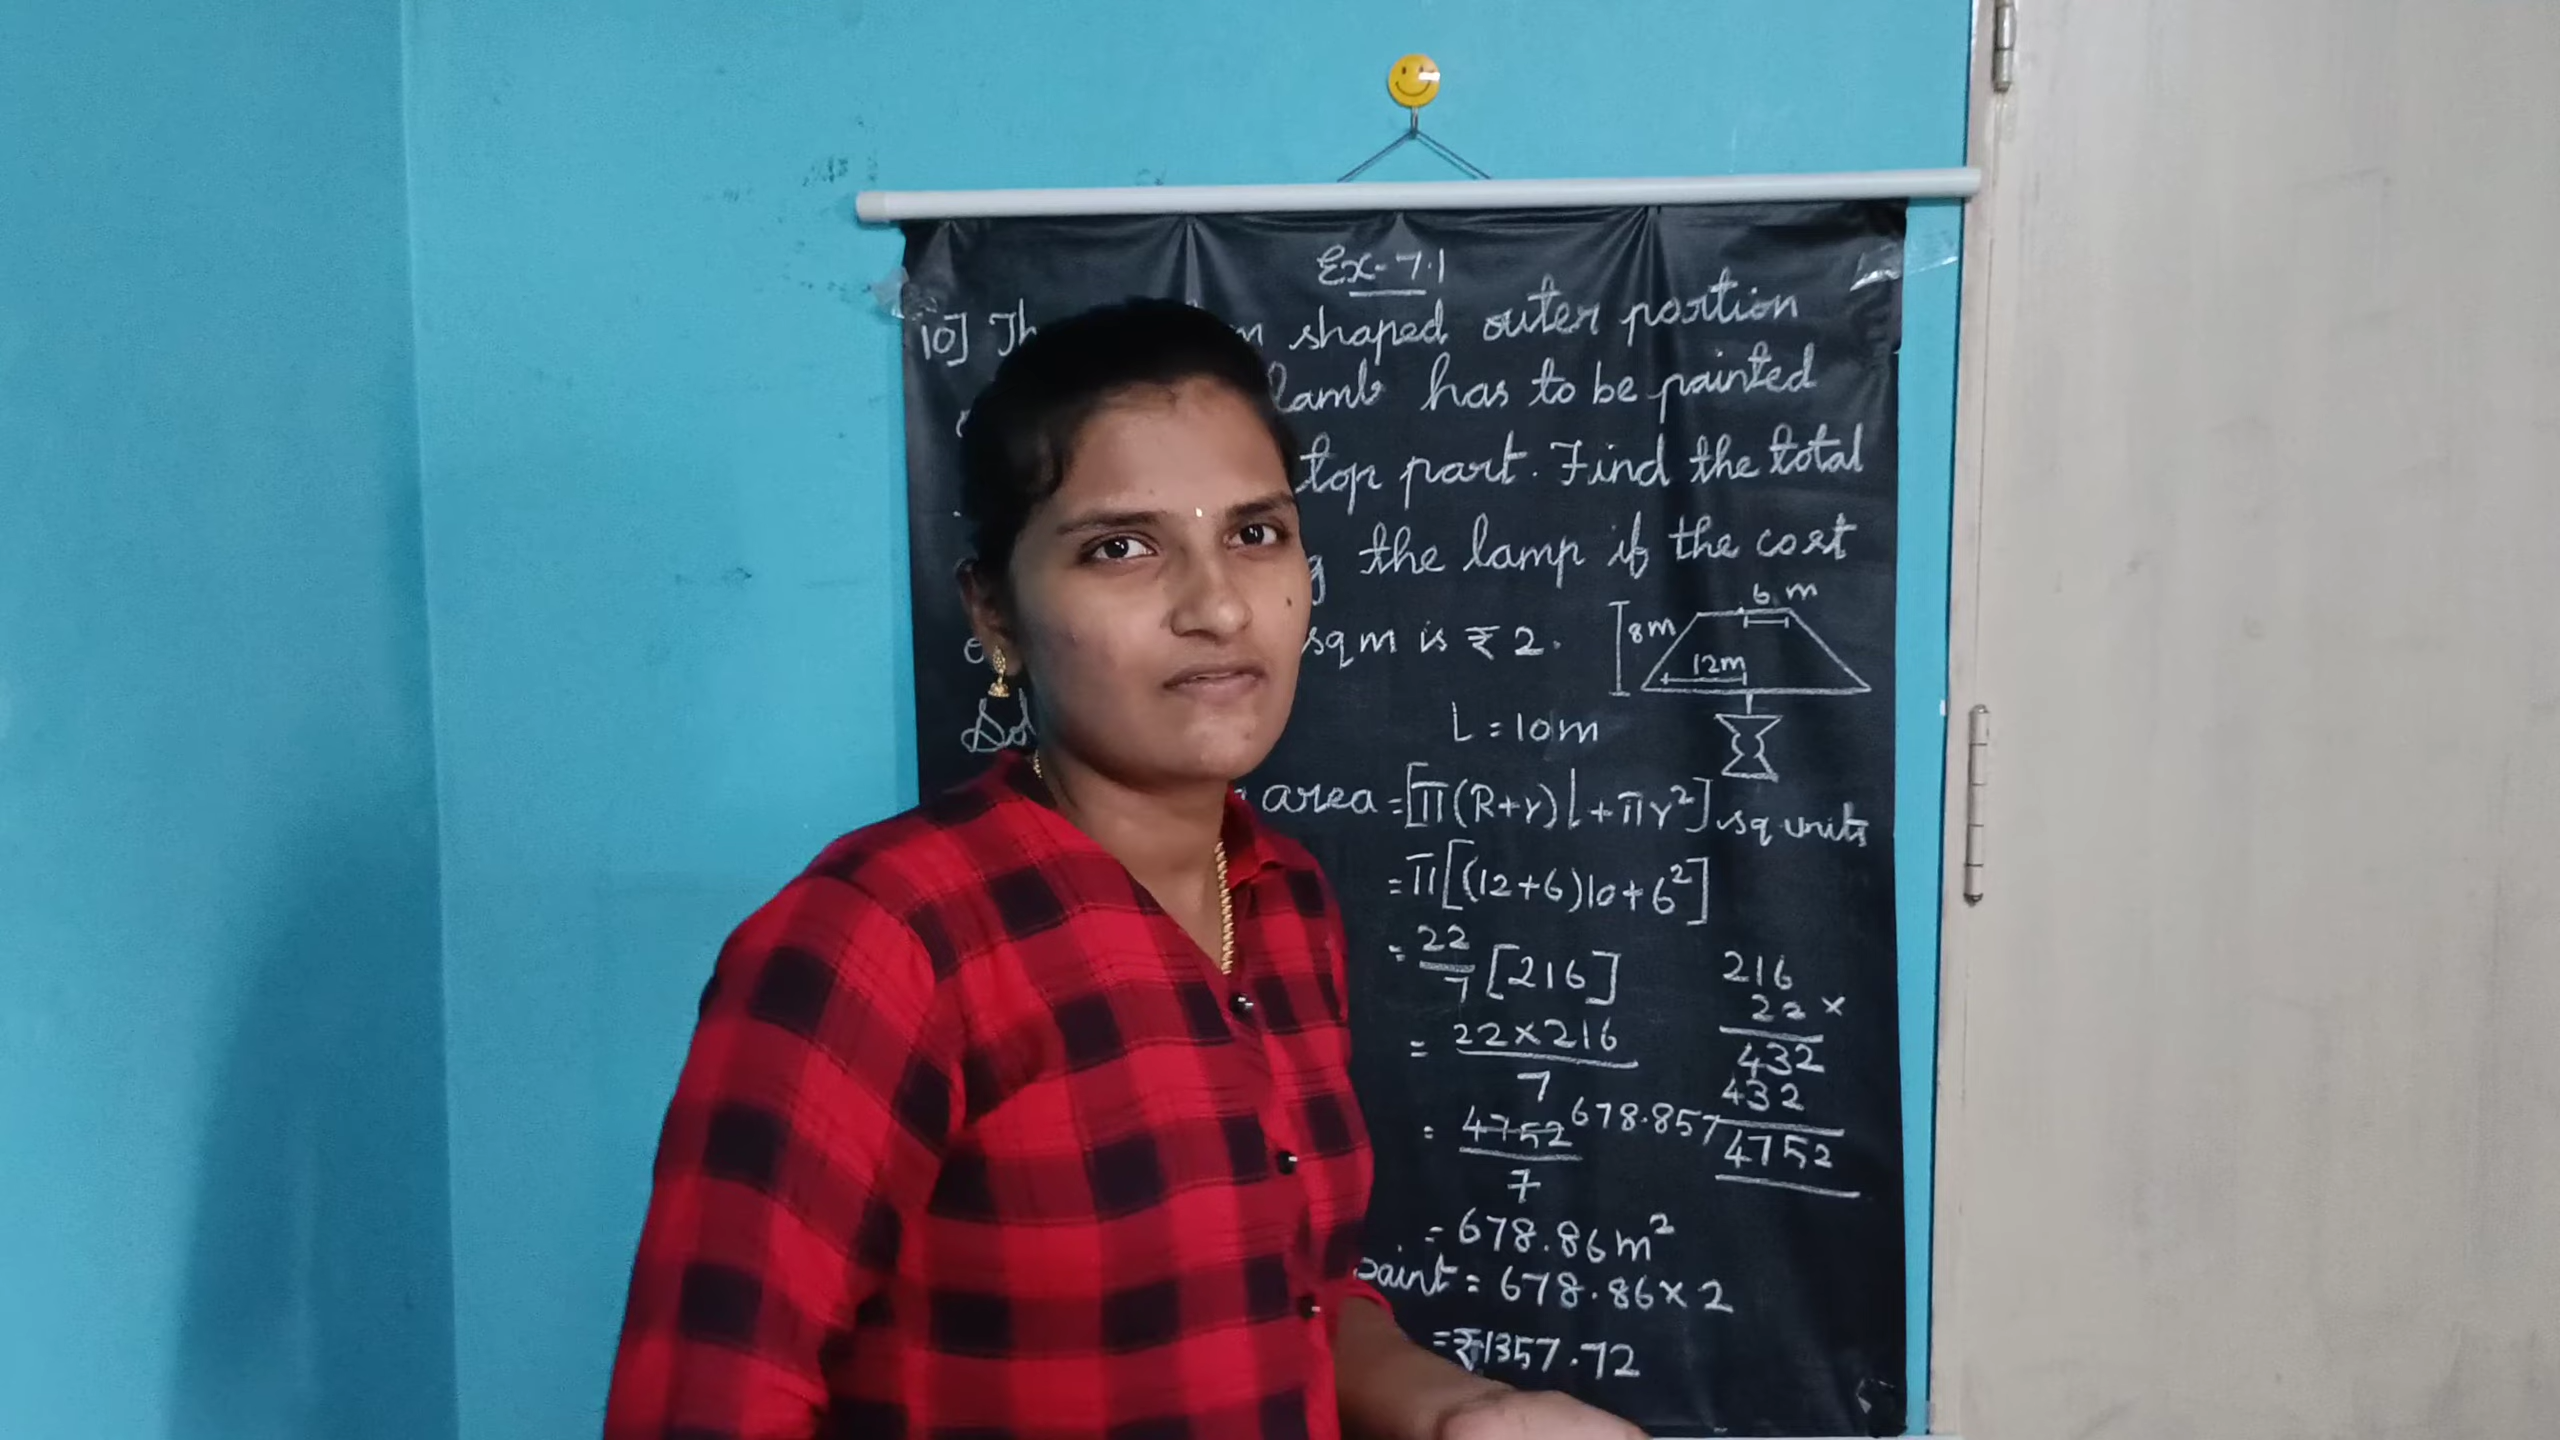 Ex-7.1
10] Th m shaped outer portion
lamb has to be painted
top part. Find the total
g the lamp if the cost
6 m
8m
sqm is ₹ 2.
12m
Sol
L = 10m
area = [π(R+r)l+πr²] sq units
= π[(12+6)10+6²]
= 22/7 [216]
216
22 ×
432
432
4752
= 22×216/7
= 4752/7 678.857
= 678.86m²
paint = 678.86×2
= ₹1357.72